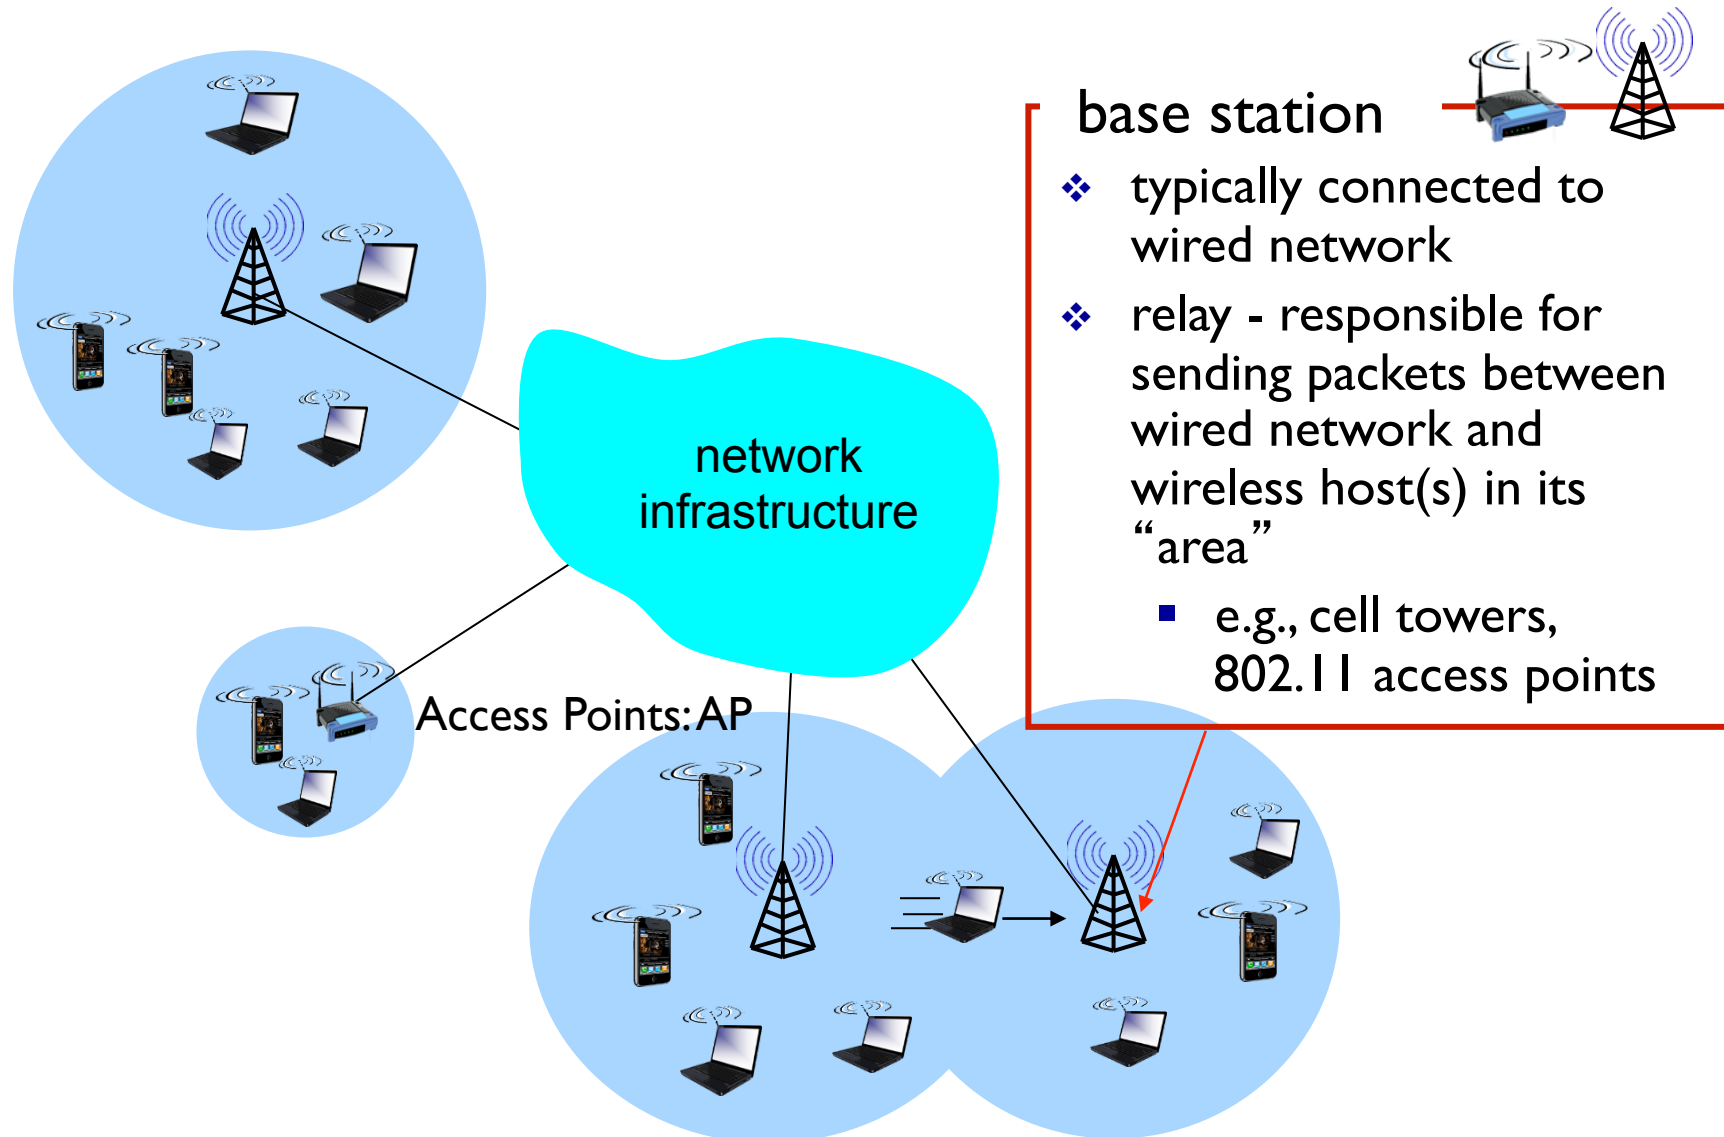 base station
❖ typically connected to
wired network
❖ relay - responsible for
sending packets between
wired network and
wireless host(s) in its
“area”
▪ e.g., cell towers,
802.11 access points
network
infrastructure
Access Points: AP